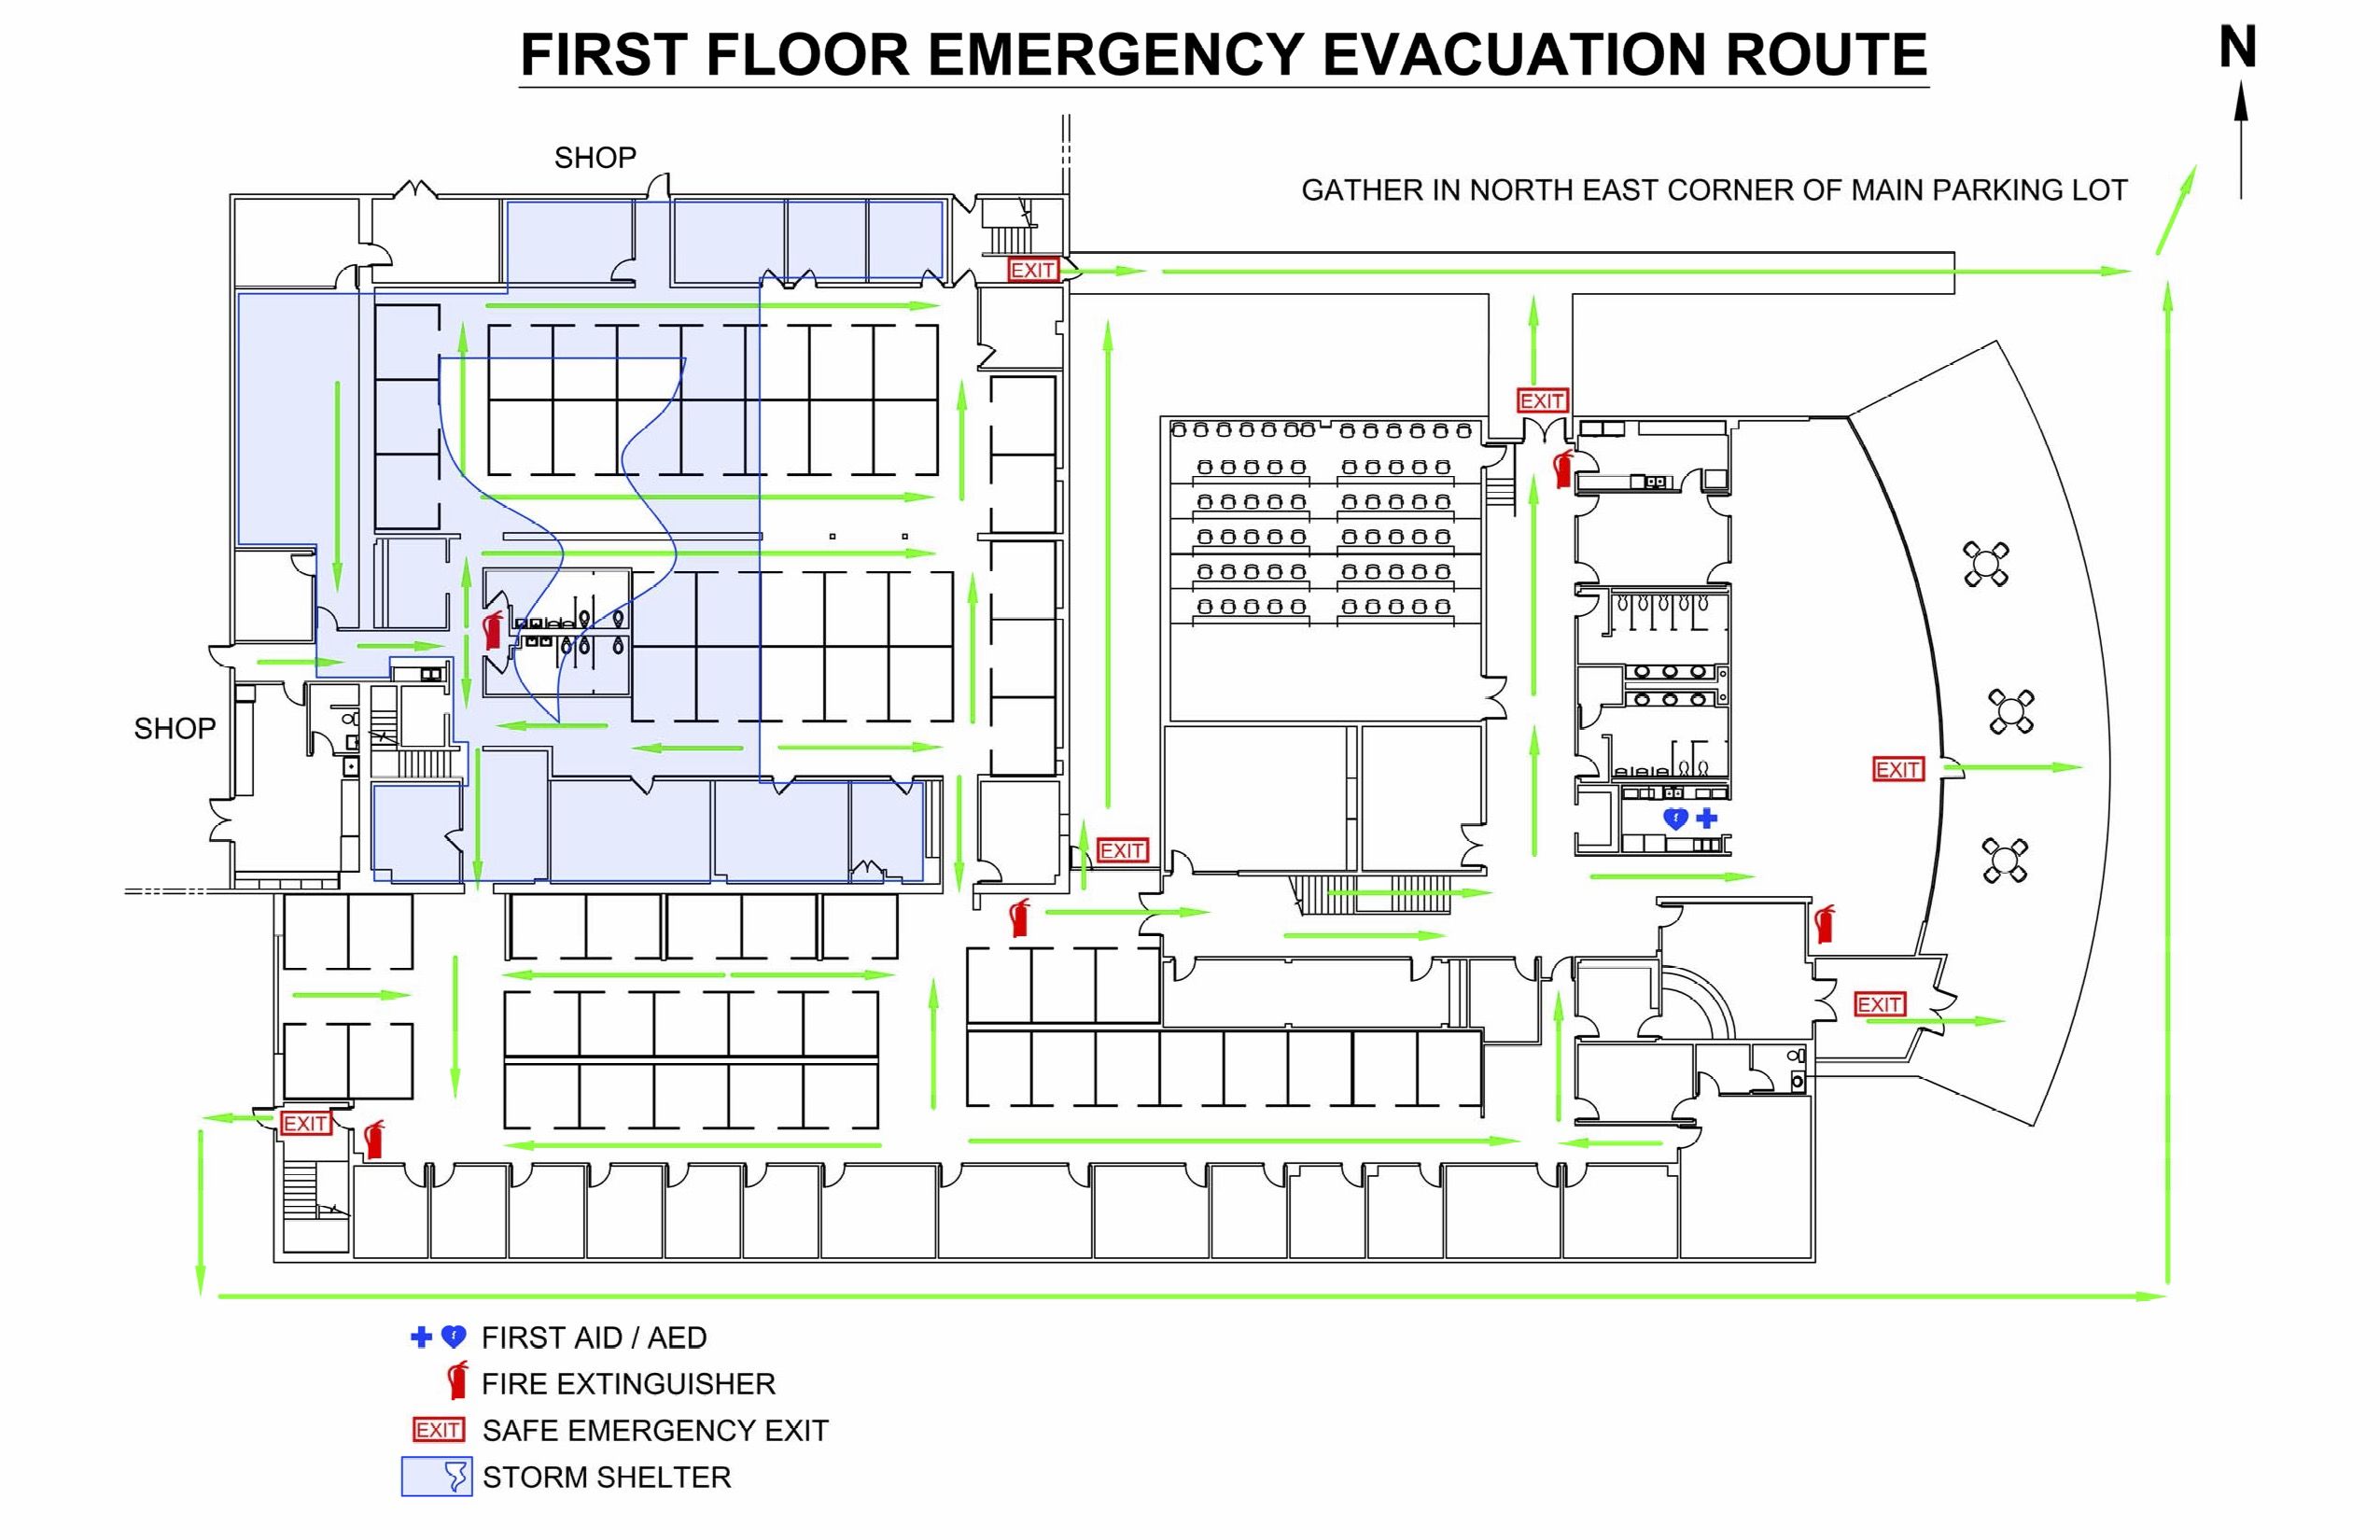 FIRST FLOOR EMERGENCY EVACUATION ROUTE
N
SHOP
GATHER IN NORTH EAST CORNER OF MAIN PARKING LOT
EXIT
EXIT
SHOP
EXIT
EXIT
EXIT
EXIT
FIRST AID / AED
FIRE EXTINGUISHER
EXIT SAFE EMERGENCY EXIT
STORM SHELTER